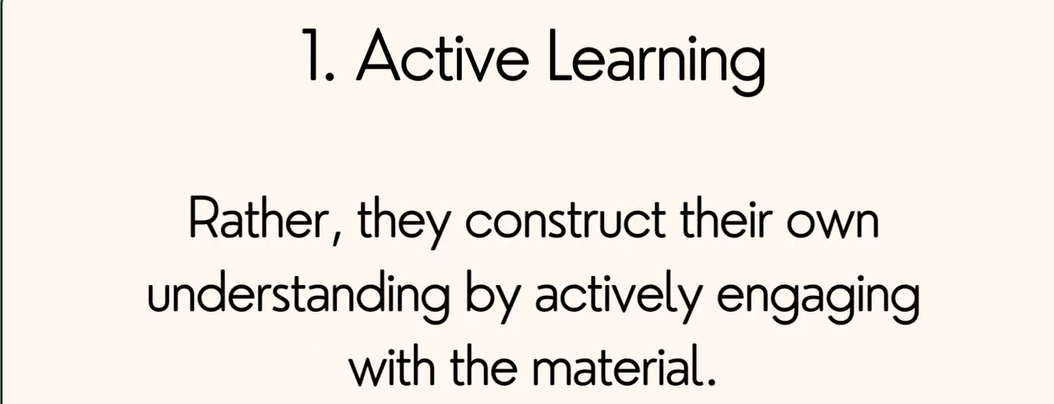 1. Active Learning
Rather, they construct their own
understanding by actively engaging
with the material.